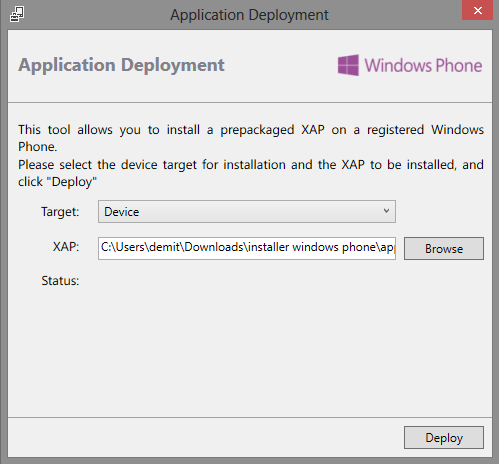 Application Deployment
Application Deployment
Windows Phone
This tool allows you to install a prepackaged XAP on a registered Windows
Phone.
Please select the device target for installation and the XAP to be installed, and
click "Deploy"
Target: Device
XAP: C:\Users\demit\Downloads\installer windows phone\app Browse
Status:
Deploy